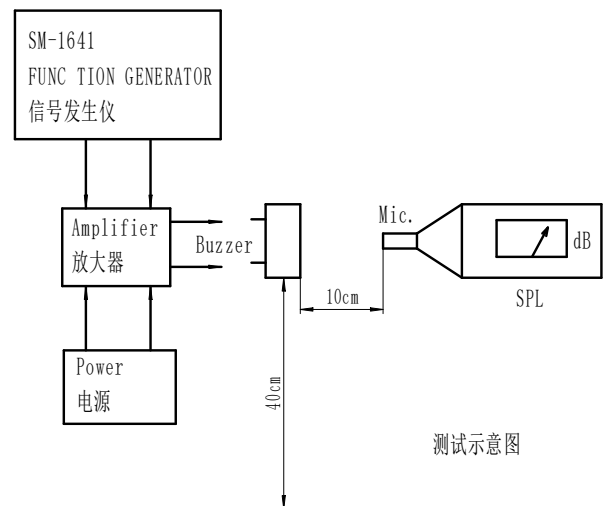 SM-1641
FUNC TION GENERATOR
信号发生仪
Amplifier
放大器
Buzzer
Mic.
dB
SPL
10cm
Power
电源
40cm
测试示意图